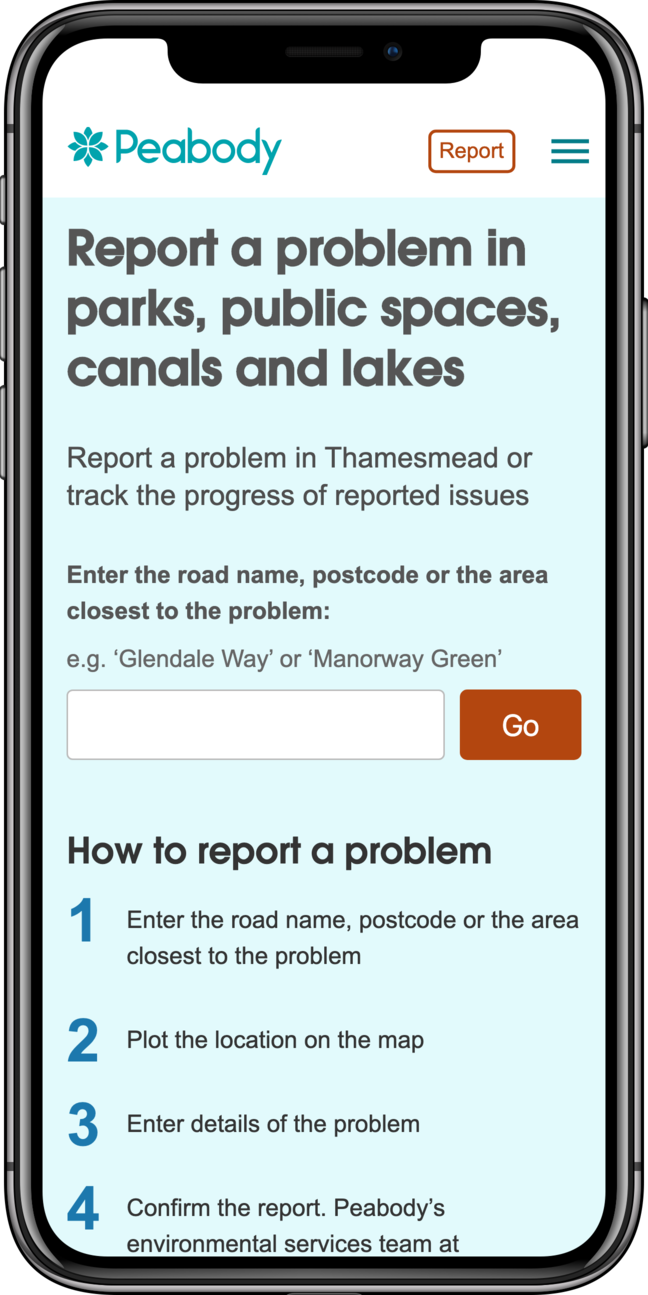 Peabody
Report
Report a problem in
parks, public spaces,
canals and lakes
Report a problem in Thamesmead or
track the progress of reported issues
Enter the road name, postcode or the area
closest to the problem:
e.g. ‘Glendale Way’ or ‘Manorway Green’
Go
How to report a problem
1 Enter the road name, postcode or the area
closest to the problem
2 Plot the location on the map
3 Enter details of the problem
4 Confirm the report. Peabody’s
environmental services team at